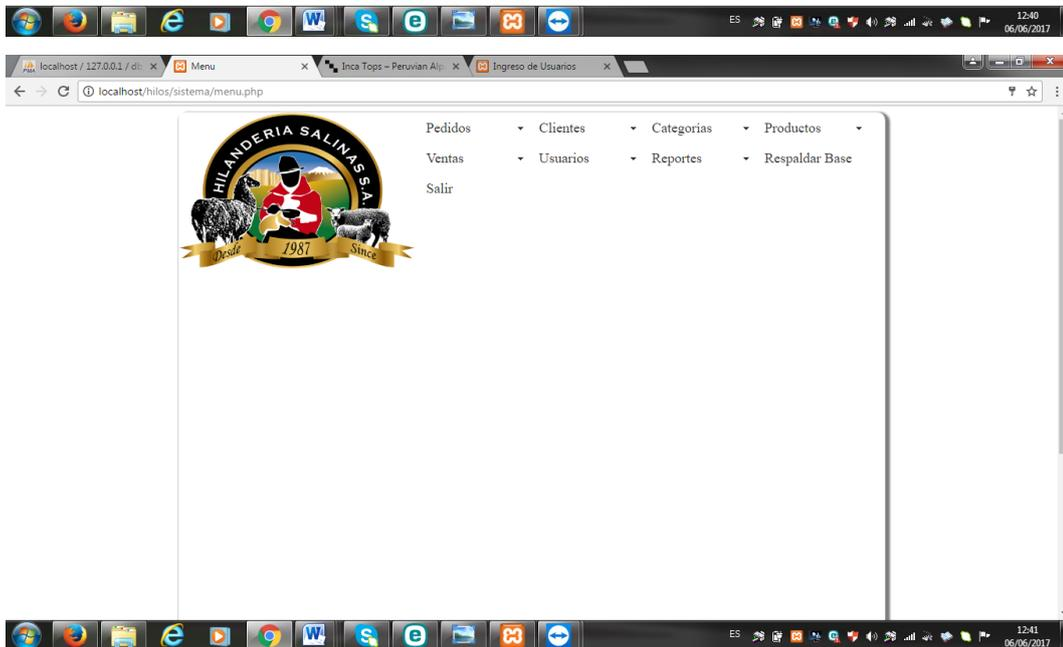 ES
12:40
06/06/2017
localhost / 127.0.0.1 / db
Menu
Inca Tops – Peruvian Alp
Ingreso de Usuarios
localhost/hilos/sistema/menu.php
HILANDERIA SALINAS S.A.
Desde 1987 Since
Pedidos Clientes Categorias Productos
Ventas Usuarios Reportes Respaldar Base
Salir
ES
12:41
06/06/2017